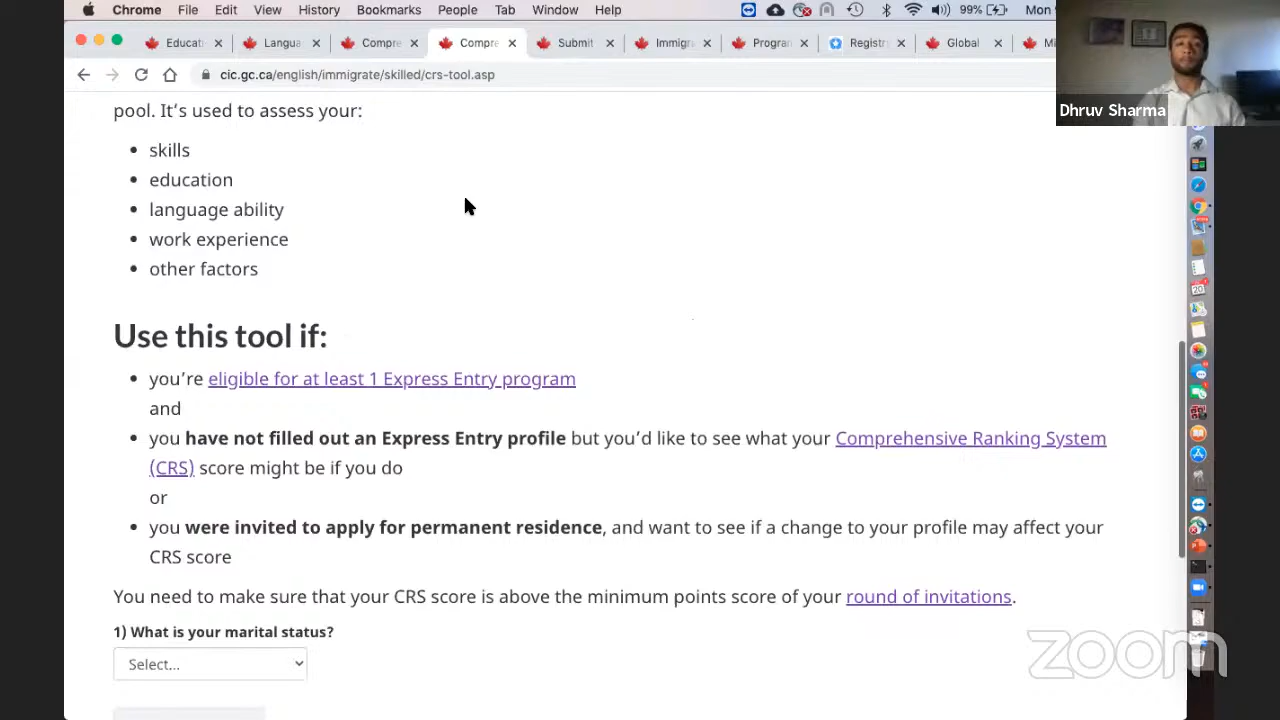 Chrome File Edit View History Bookmarks People Tab Window Help 99% Mon
Educati Langua Compre Compre Submit Immigra Program Registr Global Mi
cic.gc.ca/english/immigrate/skilled/crs-tool.asp
Dhruv Sharma
pool. It’s used to assess your:
skills
education
language ability
work experience
other factors
Use this tool if:
you’re eligible for at least 1 Express Entry program
and
you have not filled out an Express Entry profile but you’d like to see what your Comprehensive Ranking System
(CRS) score might be if you do
or
you were invited to apply for permanent residence, and want to see if a change to your profile may affect your
CRS score
You need to make sure that your CRS score is above the minimum points score of your round of invitations.
1) What is your marital status?
Select...
zoom